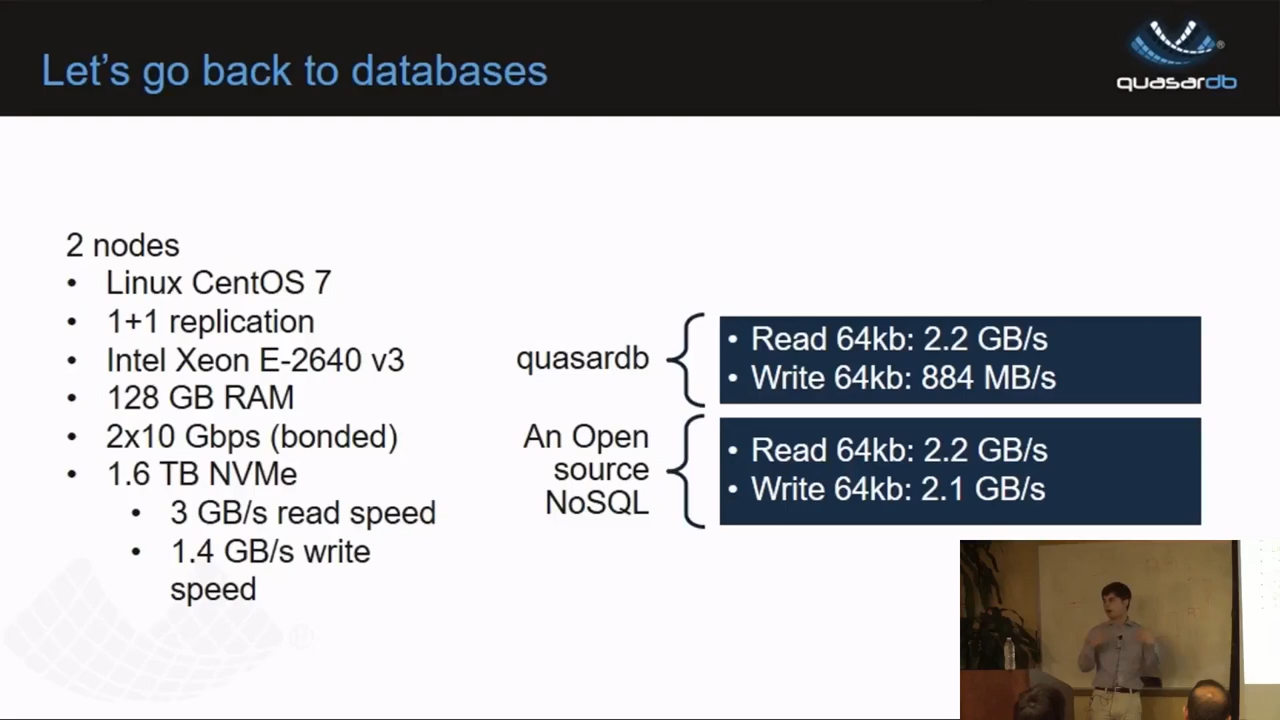 Let's go back to databases
quasardb
2 nodes
• Linux CentOS 7
• 1+1 replication
• Intel Xeon E-2640 v3
• 128 GB RAM
• 2x10 Gbps (bonded)
• 1.6 TB NVMe
• 3 GB/s read speed
• 1.4 GB/s write
speed
quasardb
• Read 64kb: 2.2 GB/s
• Write 64kb: 884 MB/s
An Open
source
NoSQL
• Read 64kb: 2.2 GB/s
• Write 64kb: 2.1 GB/s